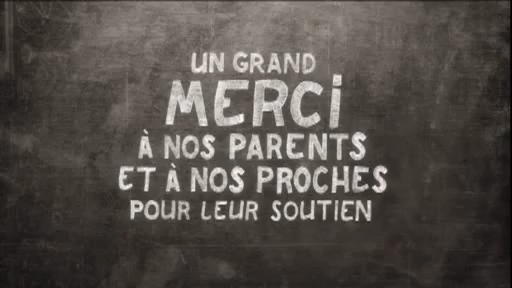 UN GRAND
MERCi
À NOS PARENTS
ET À NOS PROCHES
POUR LEUR SOUTIEN